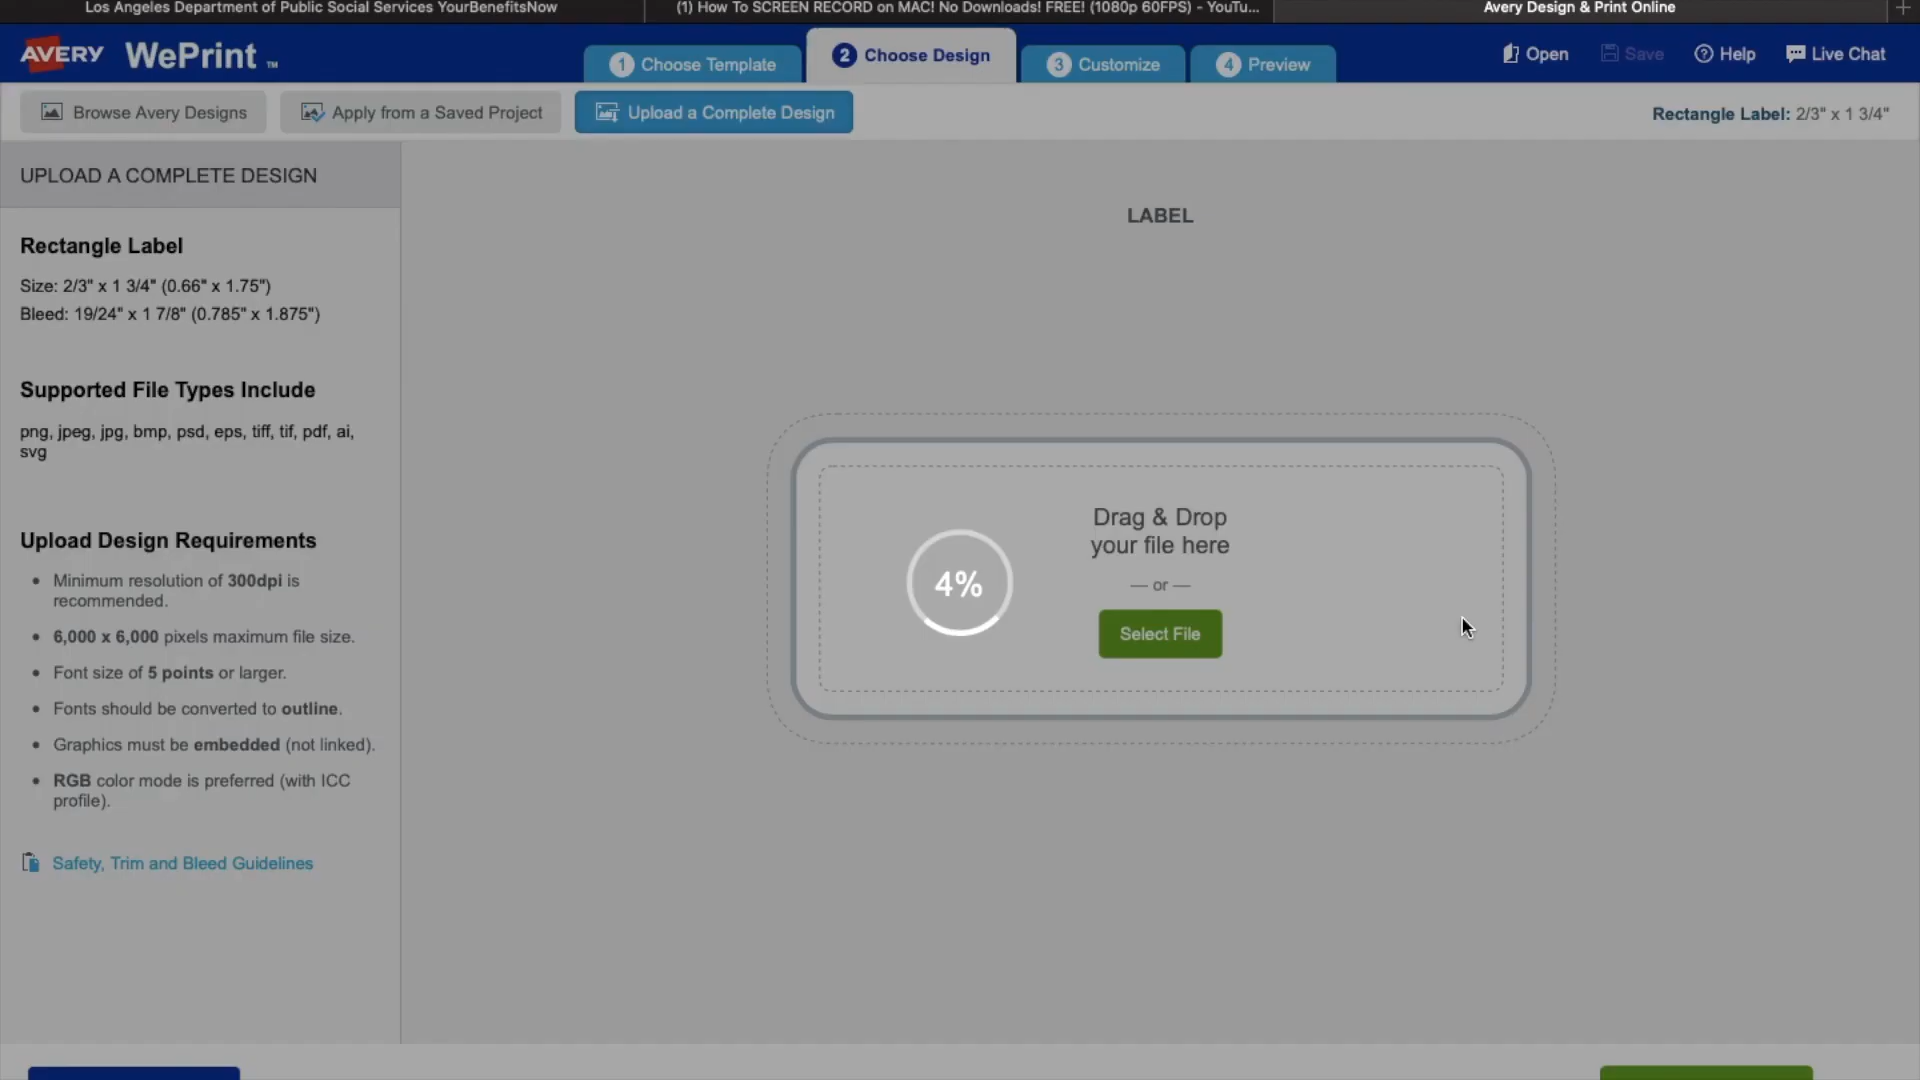 Los Angeles Department of Public Social Services YourBenefitsNow
(1) How To SCREEN RECORD on MAC! No Downloads! FREE! (1080p 60FPS) - YouTu...
Avery Design & Print Online
AVERY WePrint ™
1 Choose Template
2 Choose Design
3 Customize
4 Preview
Open
Save
Help
Live Chat
Browse Avery Designs
Apply from a Saved Project
Upload a Complete Design
Rectangle Label: 2/3" x 1 3/4"
UPLOAD A COMPLETE DESIGN
Rectangle Label
Size: 2/3" x 1 3/4" (0.66" x 1.75")
Bleed: 19/24" x 1 7/8" (0.785" x 1.875")
Supported File Types Include
png, jpeg, jpg, bmp, psd, eps, tiff, tif, pdf, ai,
svg
Upload Design Requirements
• Minimum resolution of 300dpi is
recommended.
• 6,000 x 6,000 pixels maximum file size.
• Font size of 5 points or larger.
• Fonts should be converted to outline.
• Graphics must be embedded (not linked).
• RGB color mode is preferred (with ICC
profile).
Safety, Trim and Bleed Guidelines
LABEL
Drag & Drop
your file here
— or —
Select File
4%